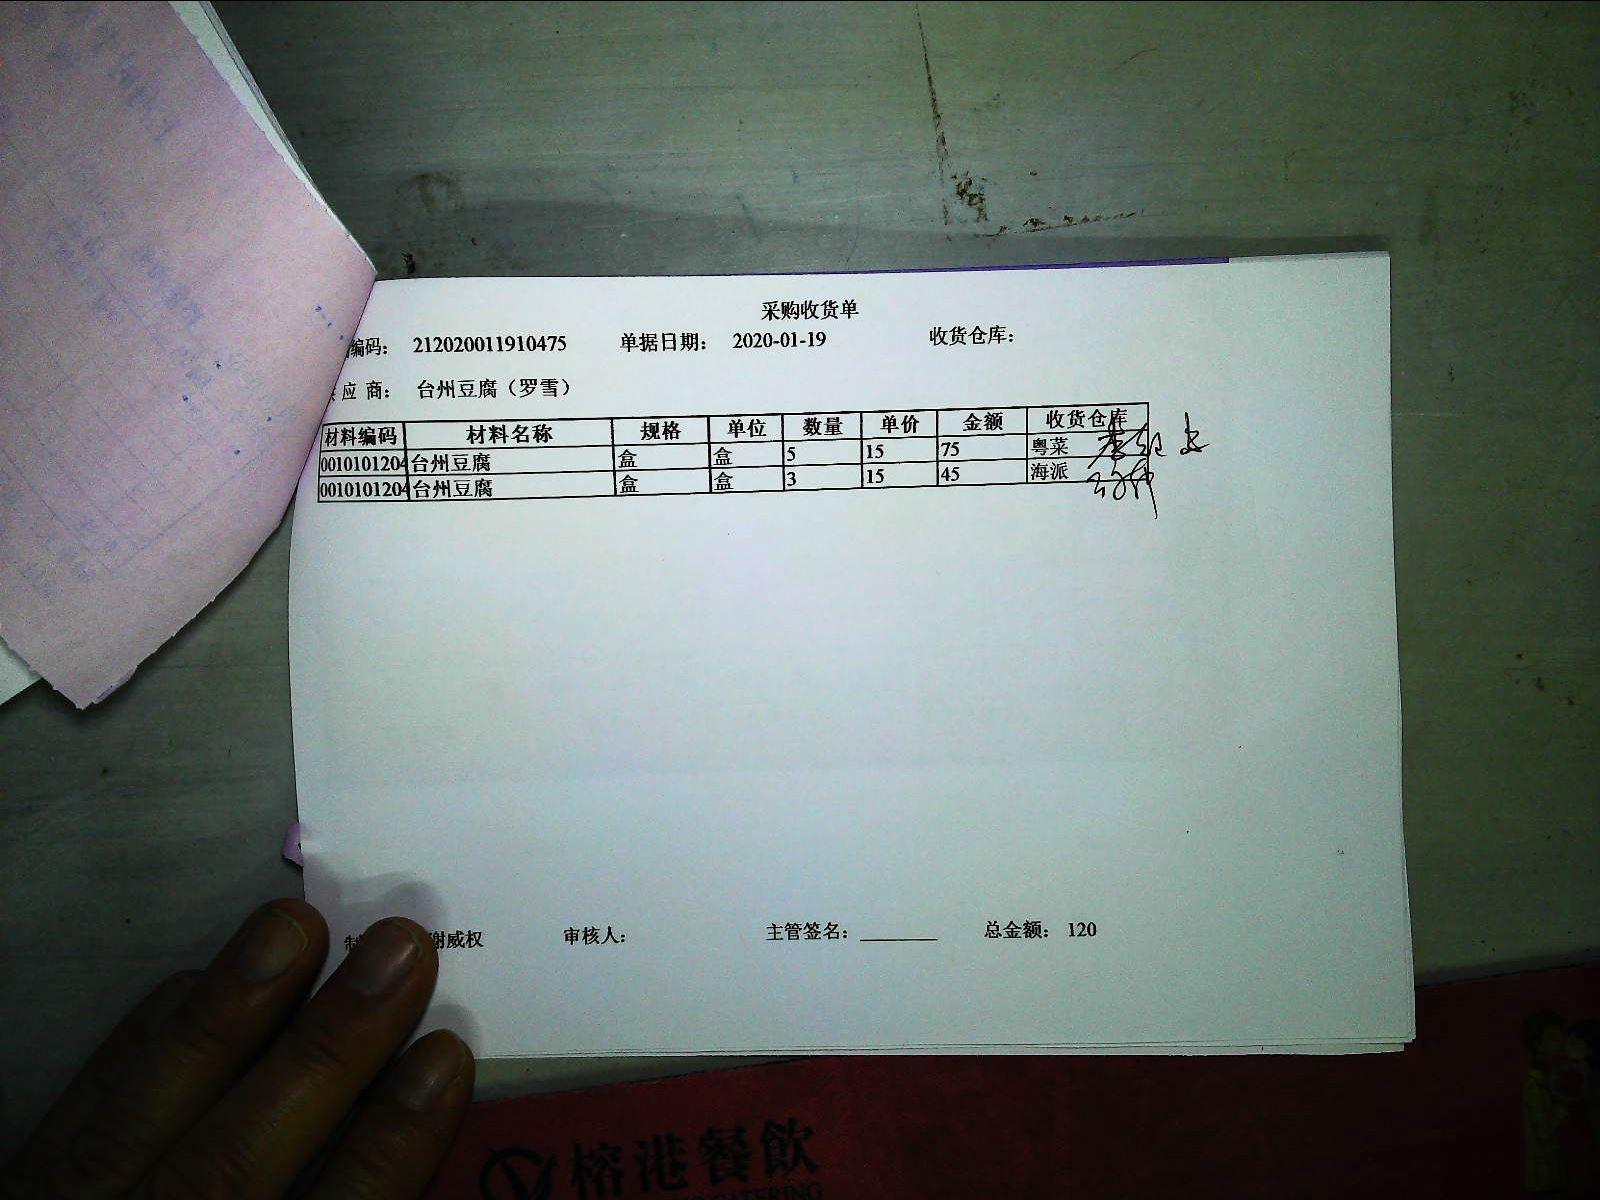 采购收货单
编码： 212020011910475 单据日期： 2020-01-19 收货仓库：
应 商： 台州豆腐（罗雪）
材料编码 材料名称 规格 单位 数量 单价 金额 收货仓库
0010101204 台州豆腐 盒 盒 5 15 75 粤菜
0010101204 台州豆腐 盒 盒 3 15 45 海派
制 谢威权 审核人： 主管签名： 总金额： 120
榕港餐飲
CATERING